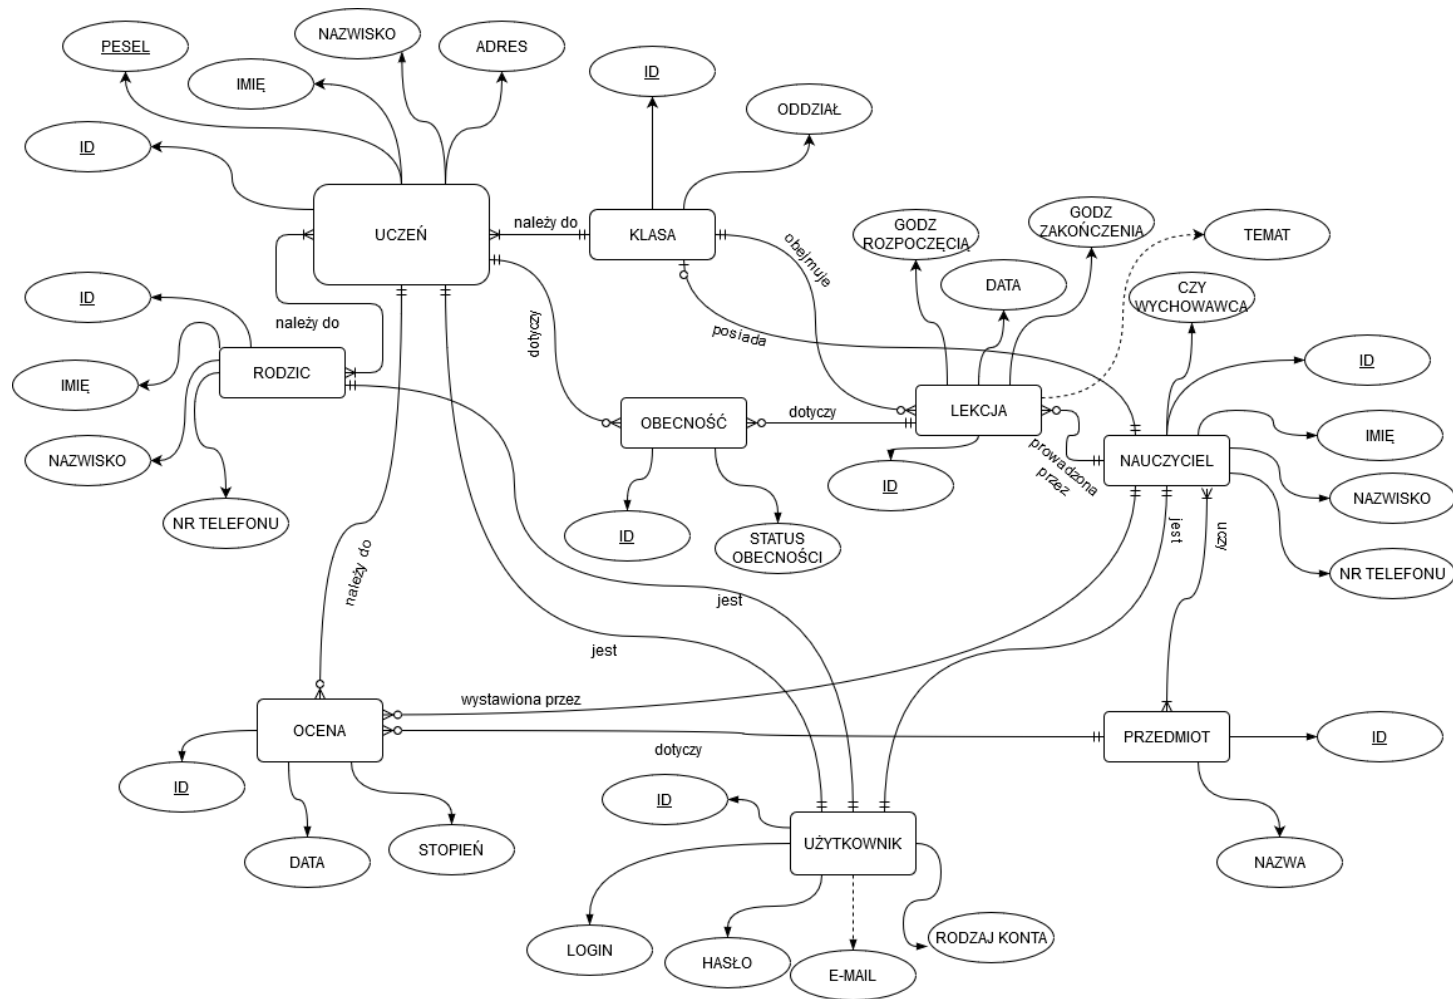 PESEL
NAZWISKO
ADRES
IMIĘ
ID
ID
ODDZIAŁ
UCZEŃ
należy do
KLASA
obejmuje
GODZ
ROZPOCZĘCIĄ
GODZ
ZAKOŃCZENIA
TEMAT
DATA
CZY
WYCHOWAWCA
ID
należy do
dotyczy
posiada
ID
IMIĘ
RODZIC
NAZWISKO
NR TELEFONU
OBECNOŚĆ
dotyczy
LEKCJA
prowadzona
przez
NAUCZYCIEL
IMIĘ
NAZWISKO
NR TELEFONU
ID
ID
STATUS
OBECNOŚCI
jest
uczy
należy do
jest
jest
wystawiona przez
OCENA
dotyczy
PRZEDMIOT
ID
ID
DATA
STOPIEŃ
ID
UŻYTKOWNIK
NAZWA
LOGIN
HASŁO
E-MAIL
RODZAJ KONTA